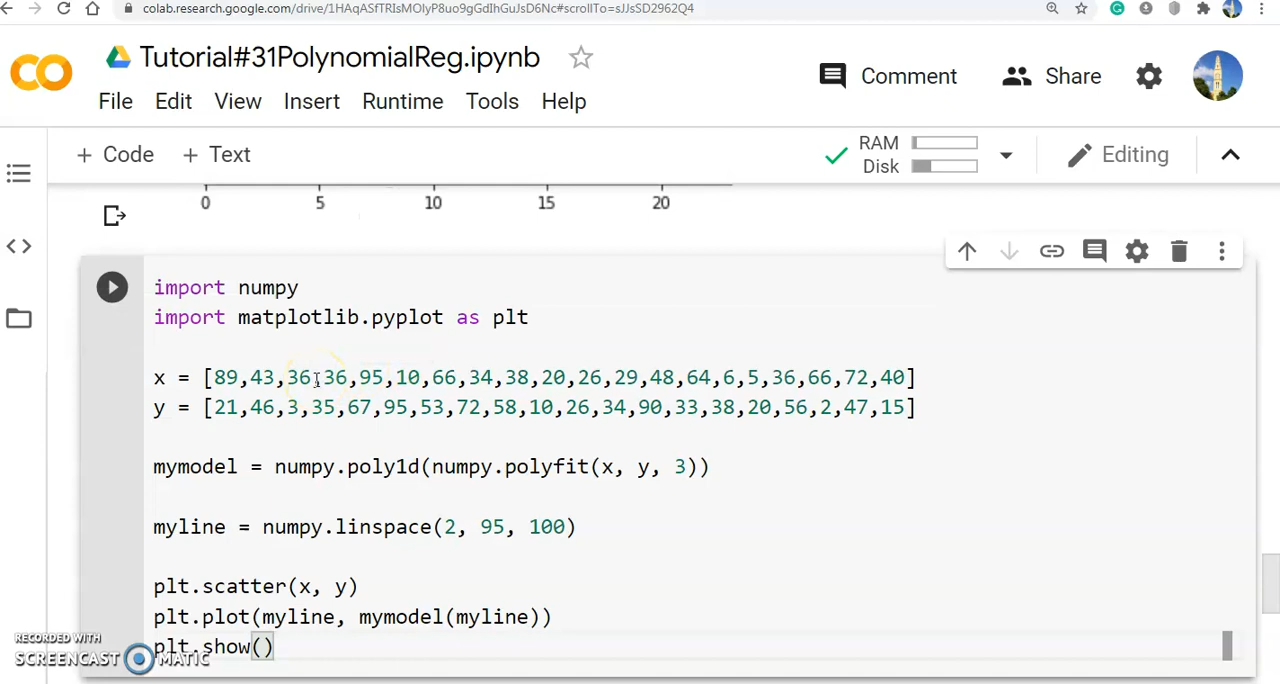 colab.research.google.com/drive/1HAqASfTRIsMOIyP8uo9gGdIhGuJsD6Nc#scrollTo=sJJsSD2962Q4
Tutorial#31PolynomialReg.ipynb
Comment
Share
File Edit View Insert Runtime Tools Help
+ Code + Text
RAM
Disk
Editing
0 5 10 15 20
import numpy
import matplotlib.pyplot as plt
x = [89,43,36,36,95,10,66,34,38,20,26,29,48,64,6,5,36,66,72,40]
y = [21,46,3,35,67,95,53,72,58,10,26,34,90,33,38,20,56,2,47,15]
mymodel = numpy.poly1d(numpy.polyfit(x, y, 3))
myline = numpy.linspace(2, 95, 100)
plt.scatter(x, y)
plt.plot(myline, mymodel(myline))
plt.show()
RECORDED WITH
SCREENCAST MATIC